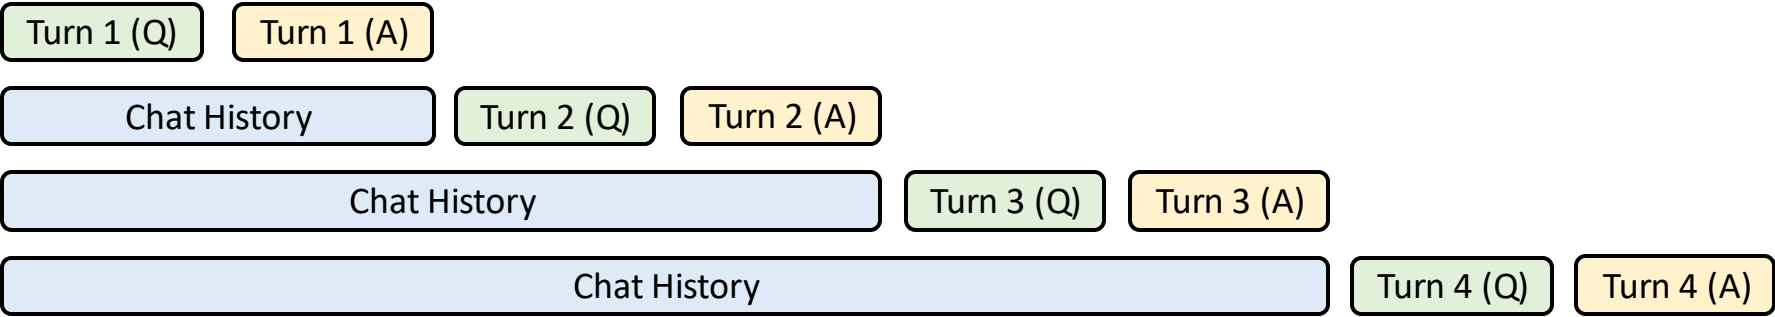 Turn 1 (Q) Turn 1 (A)
Chat History Turn 2 (Q) Turn 2 (A)
Chat History Turn 3 (Q) Turn 3 (A)
Chat History Turn 4 (Q) Turn 4 (A)